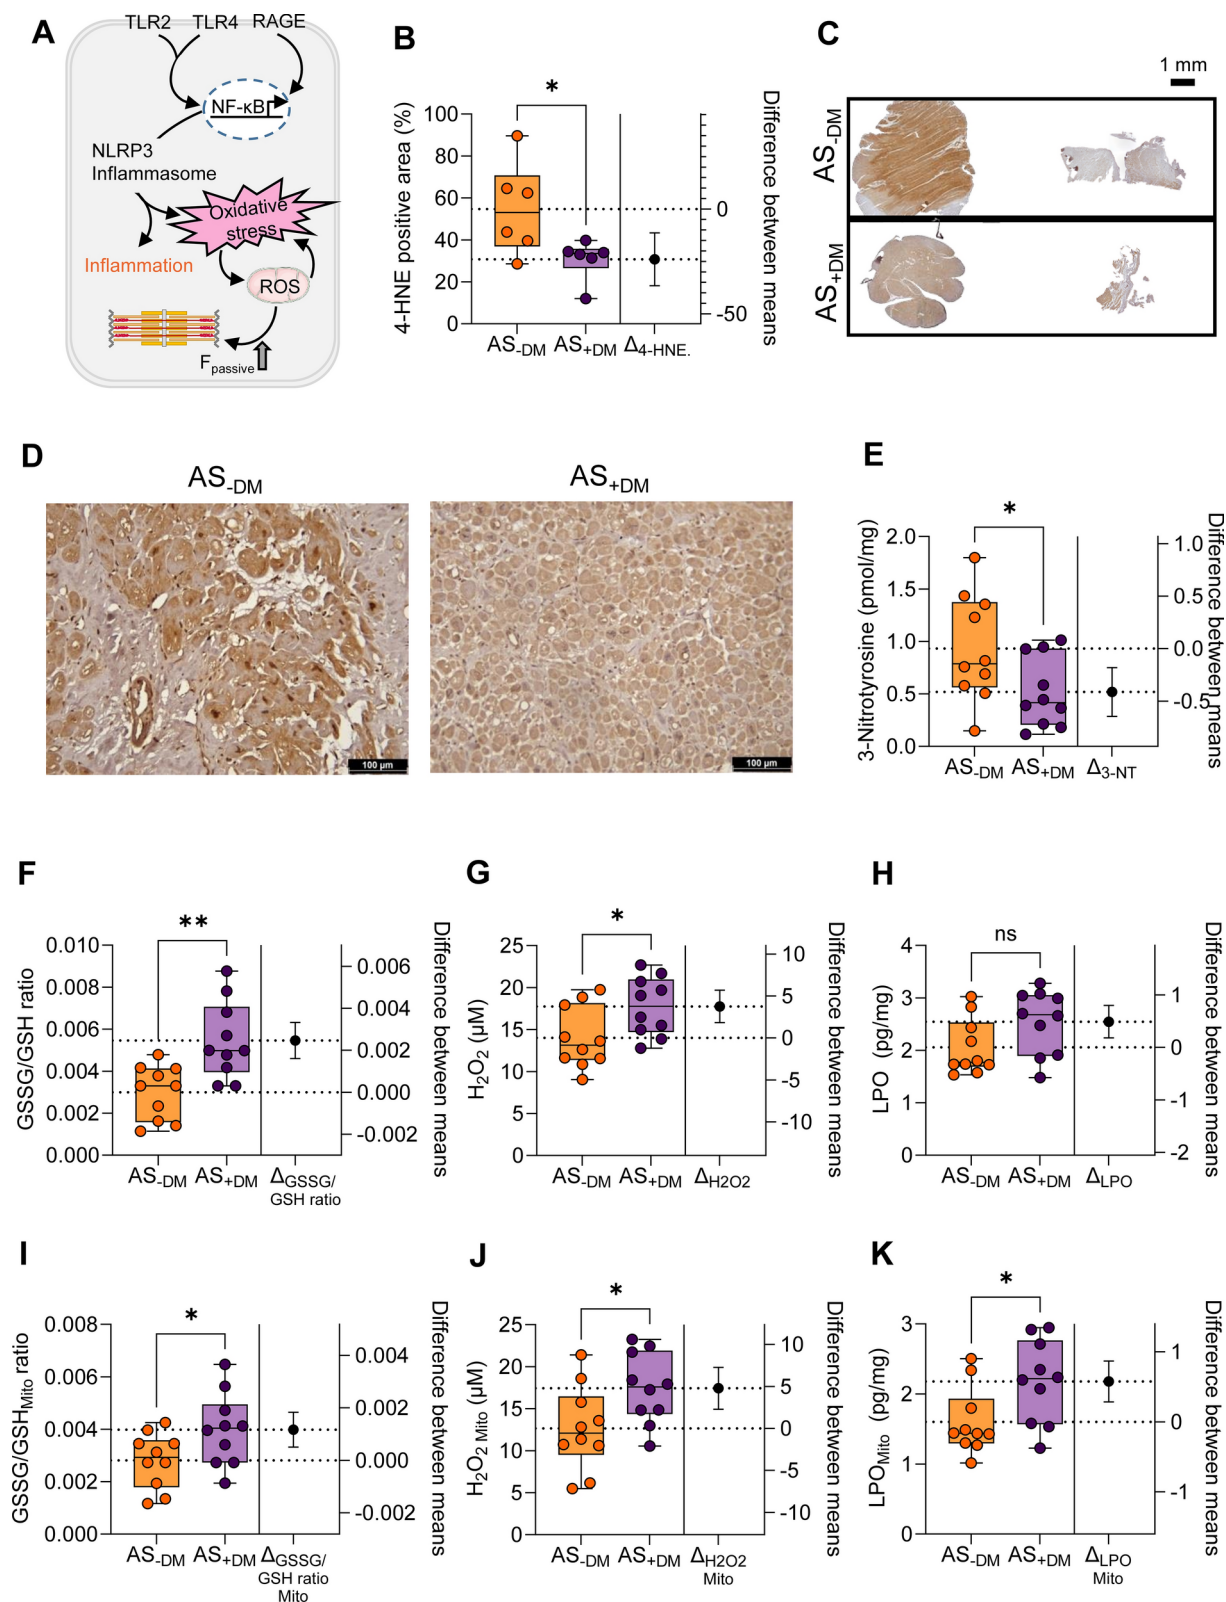 A
TLR2 TLR4 RAGE
NF-κB
NLRP3
Inflammasome
Oxidative
stress
Inflammation
ROS
Fpassive
B
*
4-HNE positive area (%)
100
80
60
40
20
0
0
-50
Difference between means
AS-DM AS+DM Δ4-HNE.
C
1 mm
AS-DM
AS+DM
D
AS-DM
AS+DM
100 µm
100 µm
E
*
3-Nitrotyrosine (pmol/mg)
2.0
1.5
1.0
0.5
0.0
1.0
0.5
0.0
-0.5
Difference between means
AS-DM AS+DM Δ3-NT
F
**
GSSG/GSH ratio
0.010
0.008
0.006
0.004
0.002
0.000
0.006
0.004
0.002
0.000
-0.002
Difference between means
AS-DM AS+DM ΔGSSG/
GSH ratio
G
*
H2O2 (µM)
25
20
15
10
5
0
10
5
0
-5
-10
Difference between means
AS-DM AS+DM ΔH2O2
H
ns
LPO (pg/mg)
4
3
2
1
0
1
0
-1
-2
Difference between means
AS-DM AS+DM ΔLPO
I
*
GSSG/GSHMito ratio
0.008
0.006
0.004
0.002
0.000
0.004
0.002
0.000
-0.002
Difference between means
AS-DM AS+DM ΔGSSG/
GSH ratio
Mito
J
*
H2O2 Mito (µM)
25
20
15
10
5
0
10
5
0
-5
-10
Difference between means
AS-DM AS+DM ΔH2O2
Mito
K
*
LPOMito (pg/mg)
3
2
1
0
1
0
-1
Difference between means
AS-DM AS+DM ΔLPO
Mito